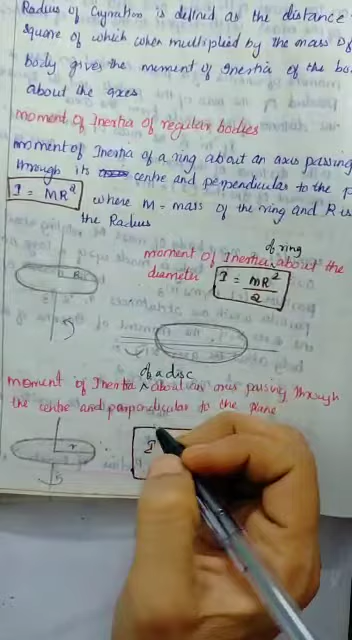 Radius of Gyration is defined as the distance
square of which when multiplied by the mass of
body gives the moment of Inertia of the bo
about the axes
moment of Inertia of regular bodies
moment of Inertia of a ring about an axis passing
through its centre and perpendicular to the p
I = MR² where M = mass of the ring and R is
the Radius
moment of Inertia of ring about the
diameter I = MR²/2
R
moment of Inertia of a disc about an axis passing through
the centre and perpendicular to the plane
r
I